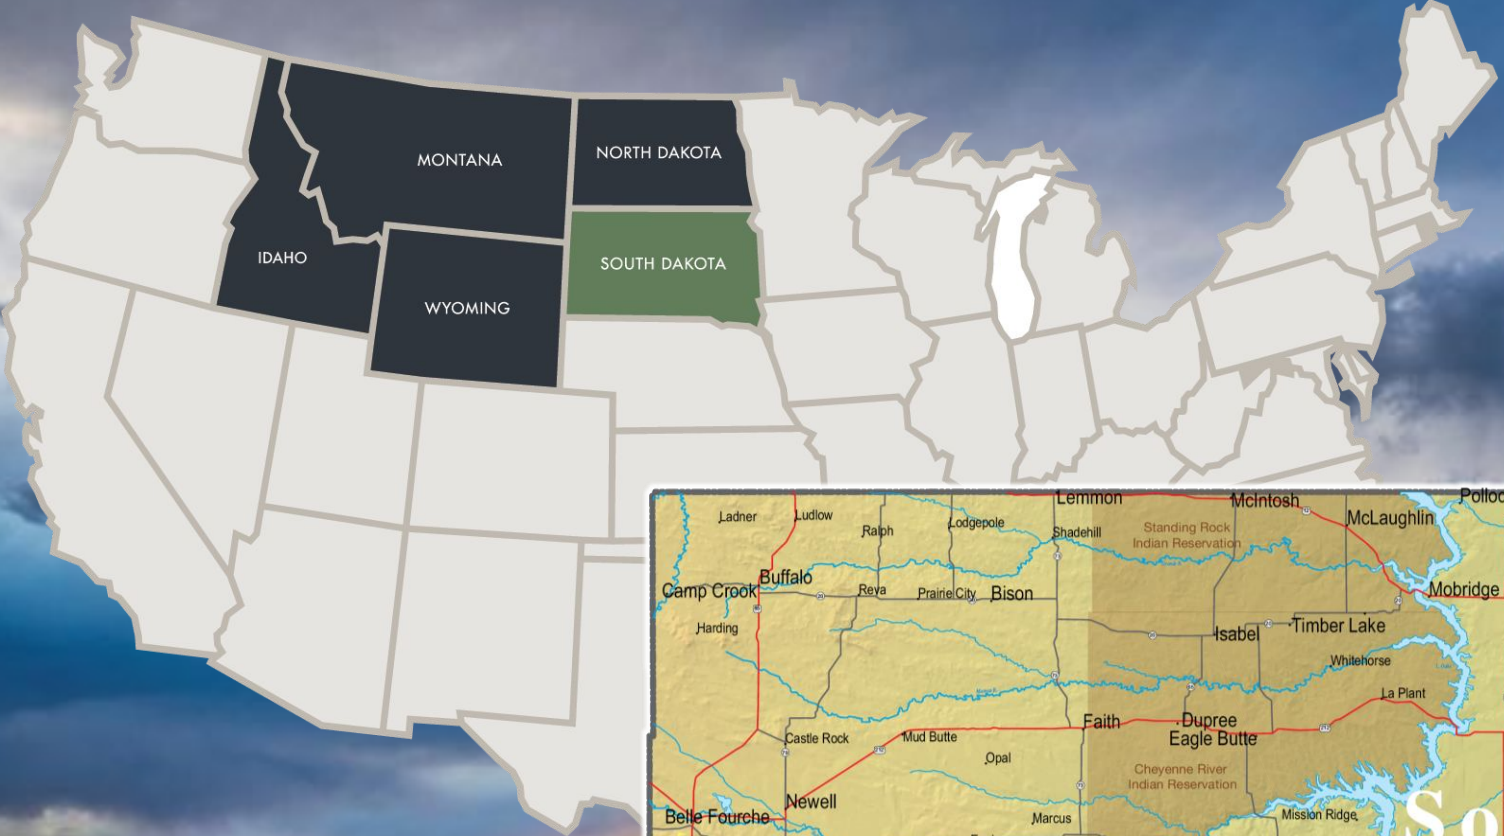 MONTANA
NORTH DAKOTA
IDAHO
SOUTH DAKOTA
WYOMING
Lemmon
McIntosh
Ladner
Ludlow
Ralph
Lodgepole
Shadehill
Standing Rock
Indian Reservation
McLaughlin
Camp Crook
Buffalo
Reva
Prairie City
Bison
Mobridge
Harding
Isabel
Timber Lake
Whitehorse
La Plant
Faith
Dupree
Eagle Butte
Castle Rock
Mud Butte
Opal
Cheyenne River
Indian Reservation
Newell
Belle Fourche
Marcus
Mission Ridge